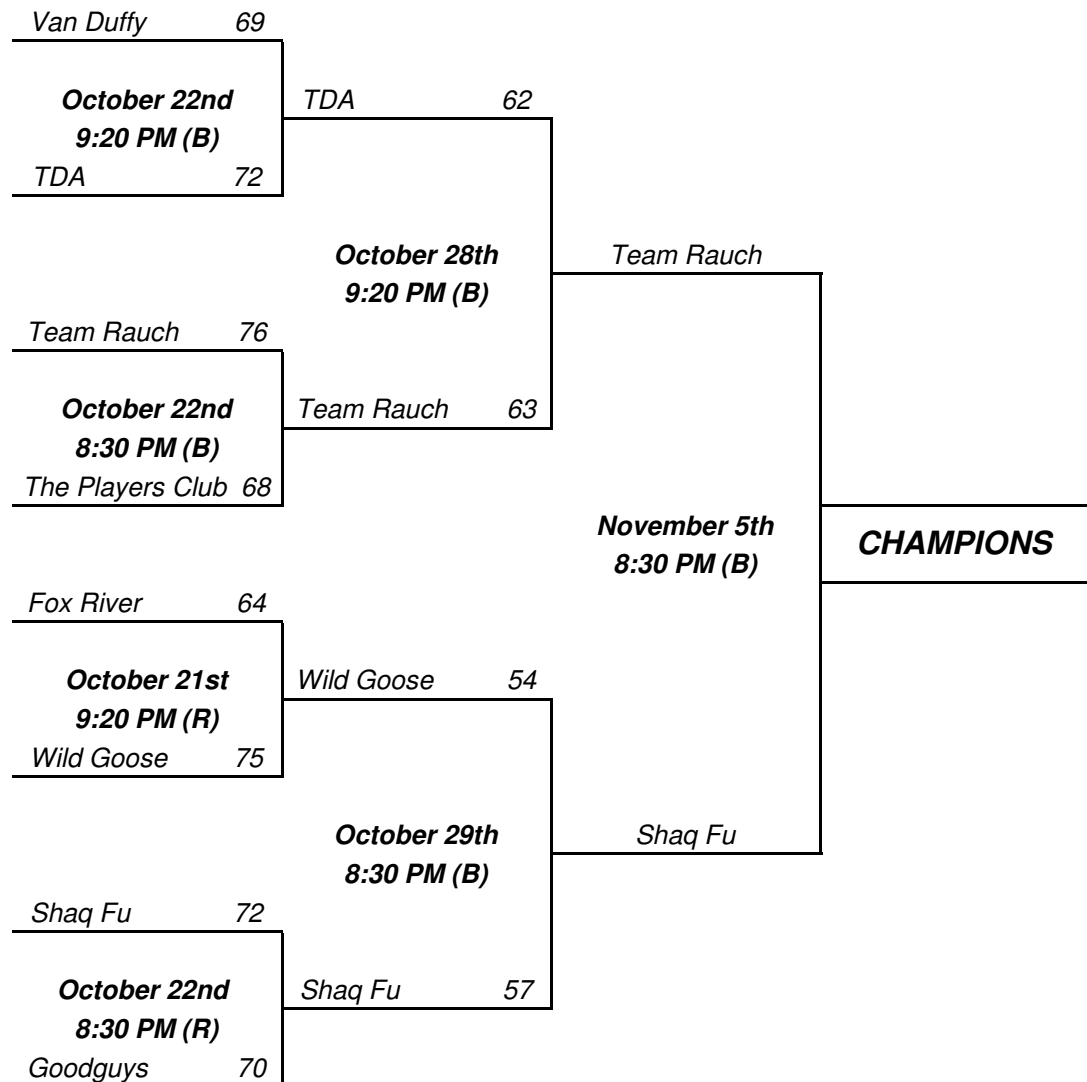 Van Duffy 69
October 22nd
TDA 62
9:20 PM (B)
TDA 72
October 28th
Team Rauch
9:20 PM (B)
Team Rauch 76
October 22nd
Team Rauch 63
8:30 PM (B)
The Players Club 68
November 5th
CHAMPIONS
8:30 PM (B)
Fox River 64
October 21st
Wild Goose 54
9:20 PM (R)
Wild Goose 75
October 29th
Shaq Fu
8:30 PM (B)
Shaq Fu 72
October 22nd
Shaq Fu 57
8:30 PM (R)
Goodguys 70